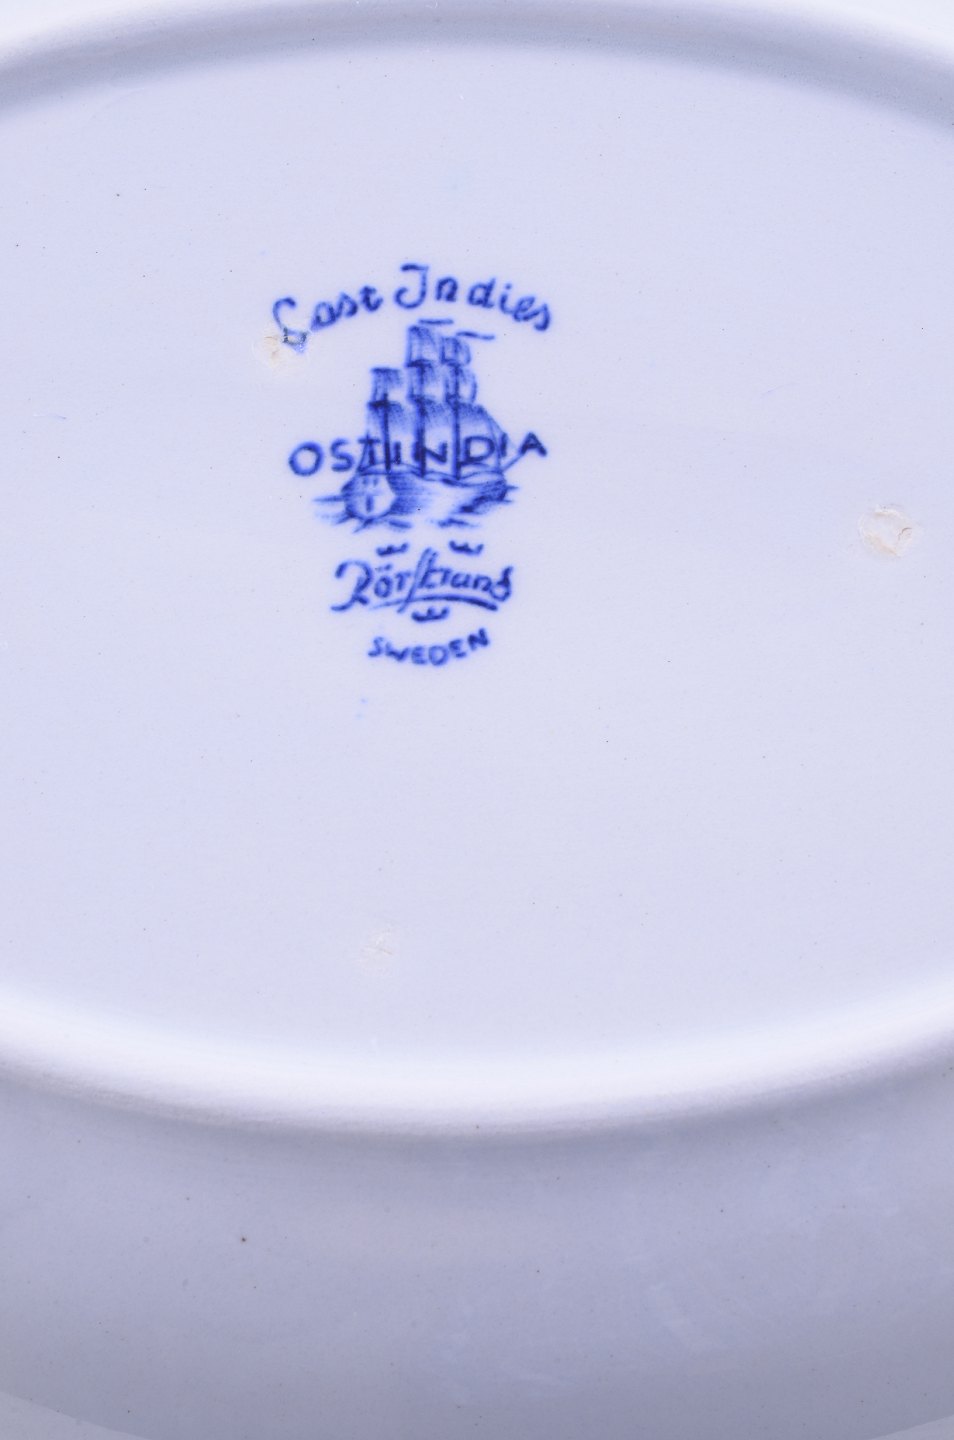 East Indies
OSTINDIA
Rörstrand
SWEDEN